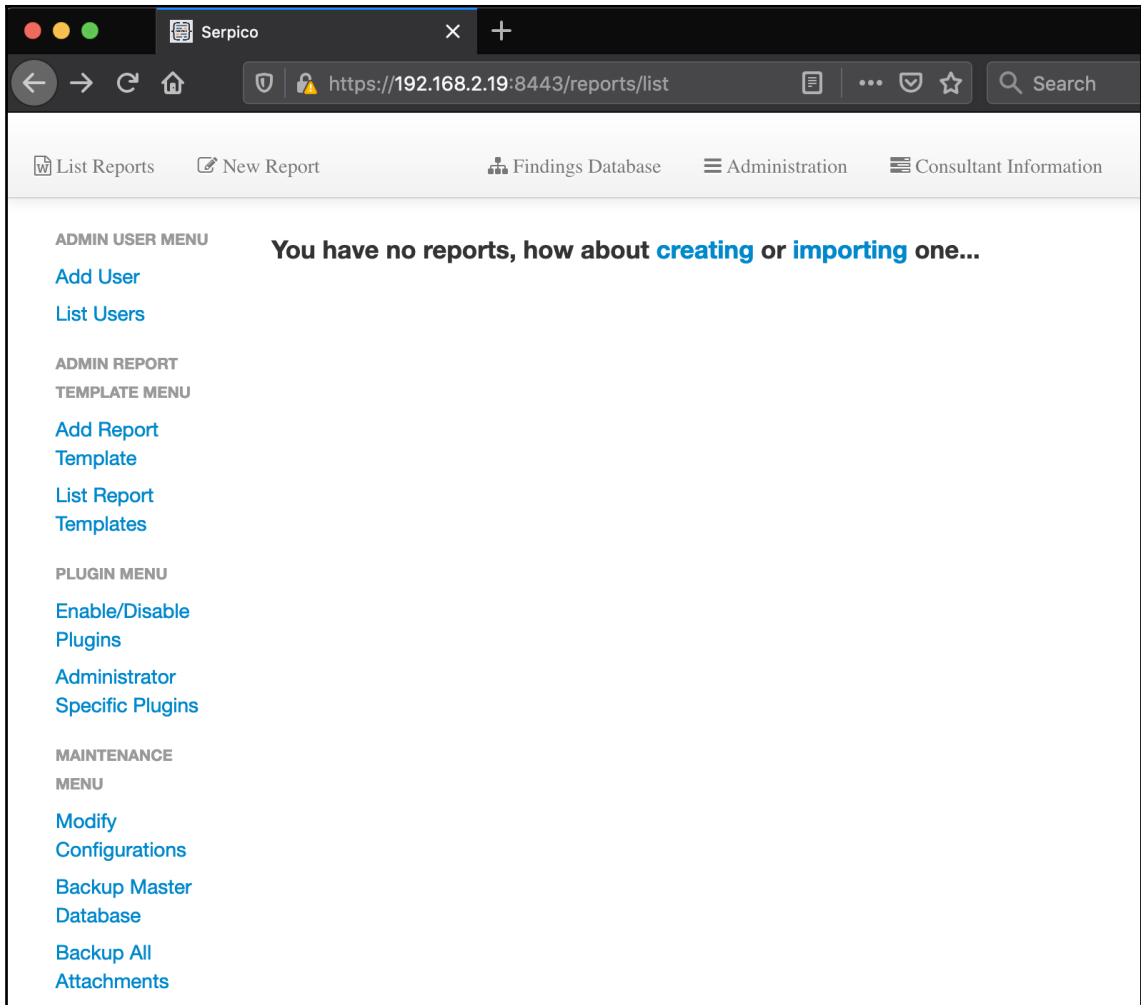 Serpico
https://192.168.2.19:8443/reports/list
Search
List Reports New Report Findings Database Administration Consultant Information
ADMIN USER MENU
Add User
List Users
ADMIN REPORT
TEMPLATE MENU
Add Report
Template
List Report
Templates
PLUGIN MENU
Enable/Disable
Plugins
Administrator
Specific Plugins
MAINTENANCE
MENU
Modify
Configurations
Backup Master
Database
Backup All
Attachments
You have no reports, how about creating or importing one...